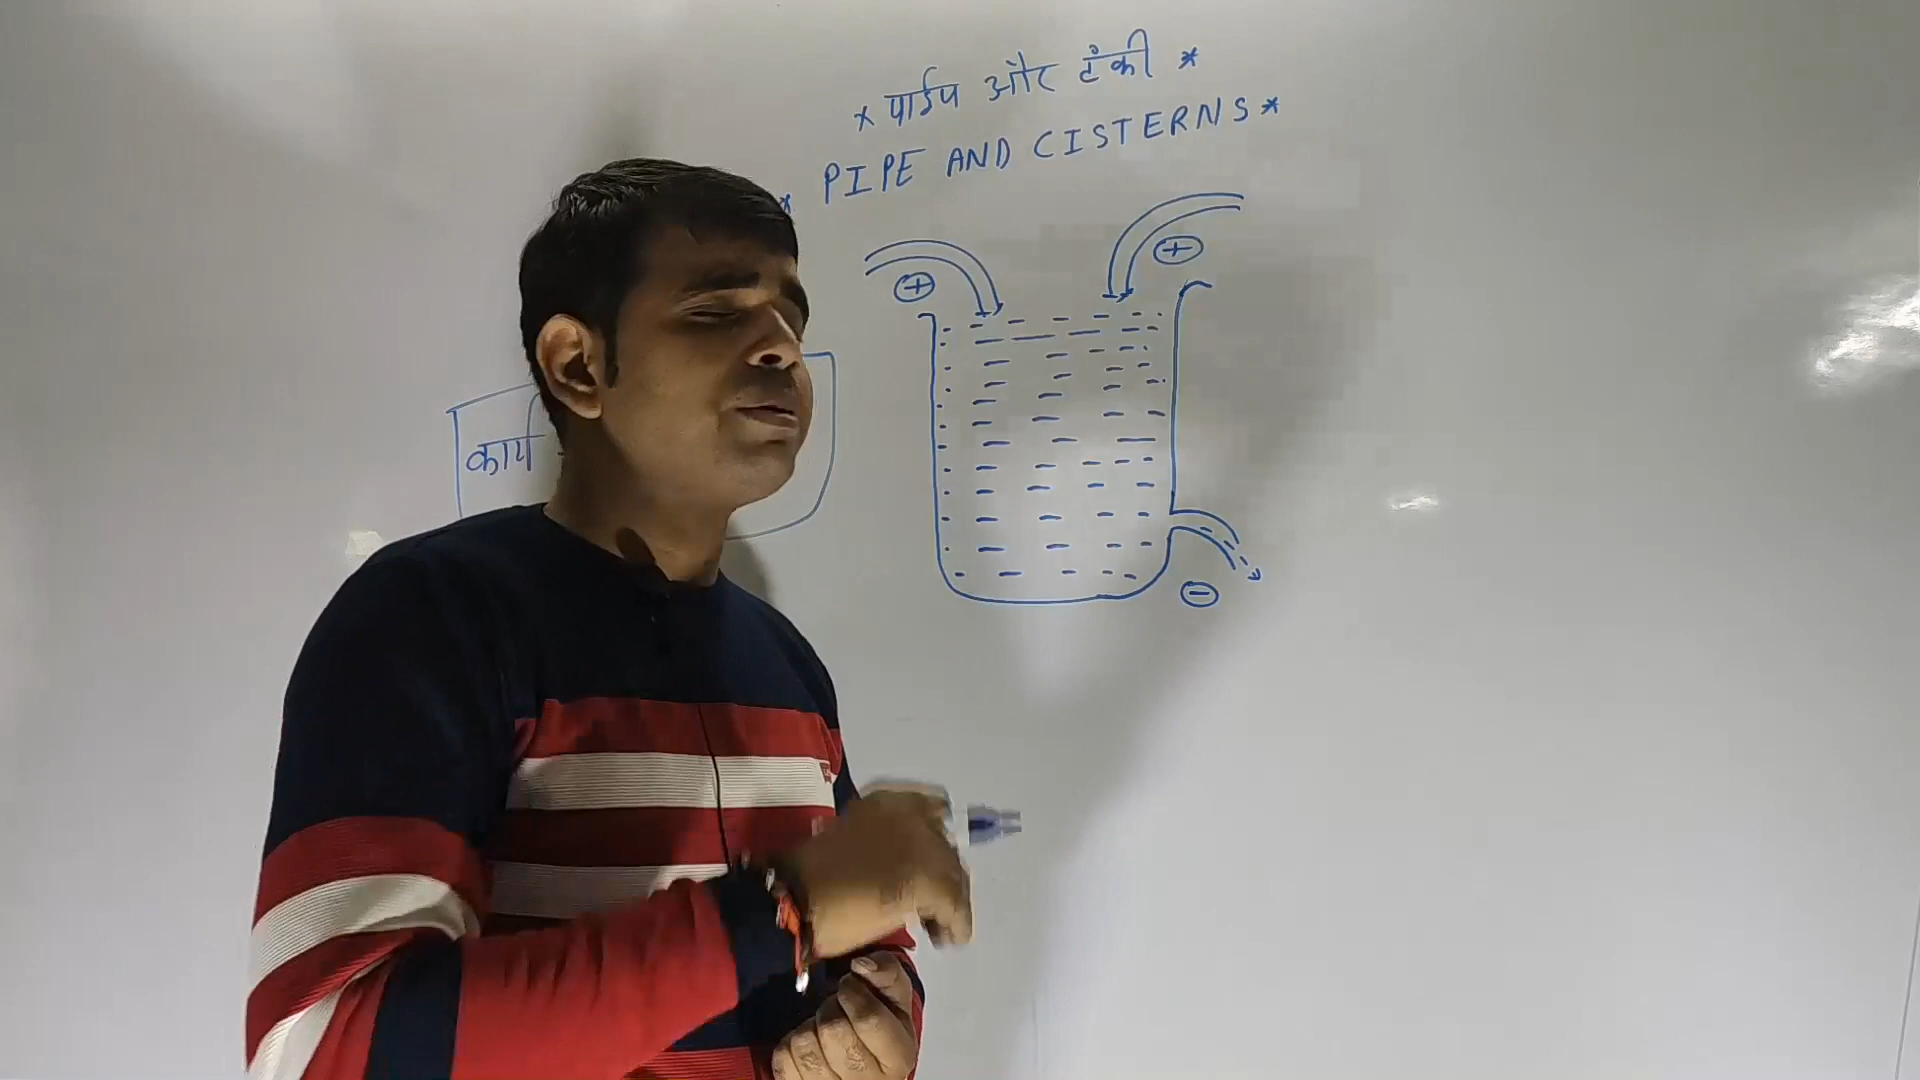 * पाईप और टंकी *
* PIPE AND CISTERNS *
+
+
कार्य
-